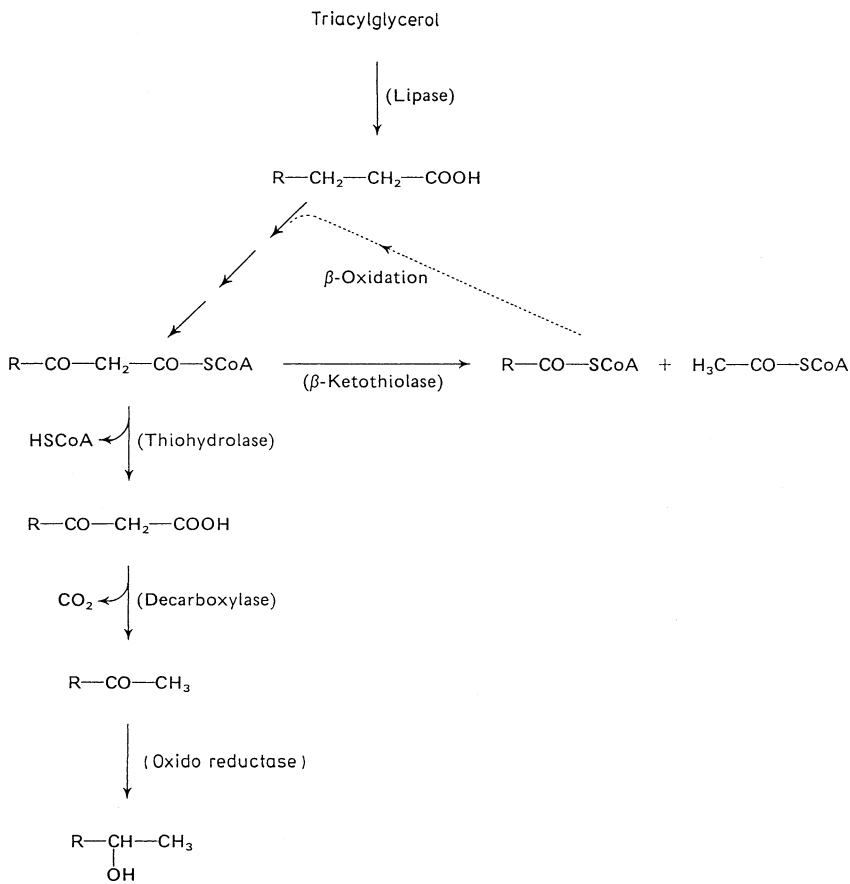 Triacylglycerol
(Lipase)
R—CH₂—CH₂—COOH
β-Oxidation
R—CO—CH₂—CO—SCoA
(β-Ketothiolase)
R—CO—SCoA + H₃C—CO—SCoA
HSCoA (Thiohydrolase)
R—CO—CH₂—COOH
CO₂ (Decarboxylase)
R—CO—CH₃
(Oxido reductase)
R—CH—CH₃
OH